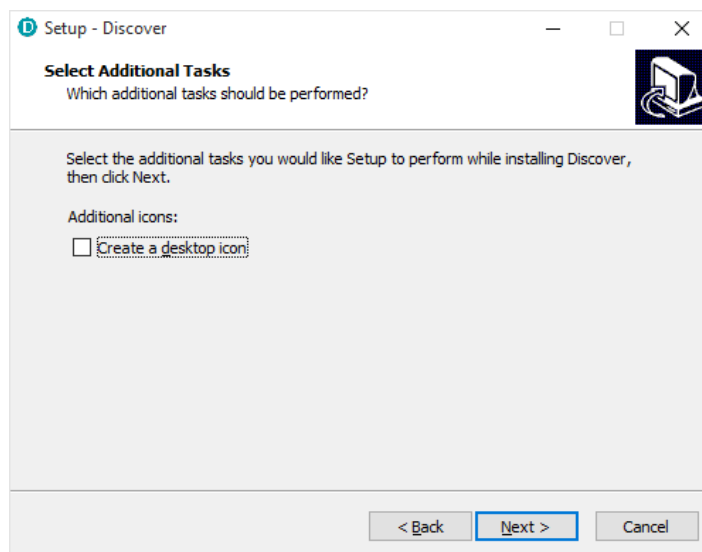 D Setup - Discover
Select Additional Tasks
Which additional tasks should be performed?
Select the additional tasks you would like Setup to perform while installing Discover,
then click Next.
Additional icons:
Create a desktop icon
< Back Next > Cancel